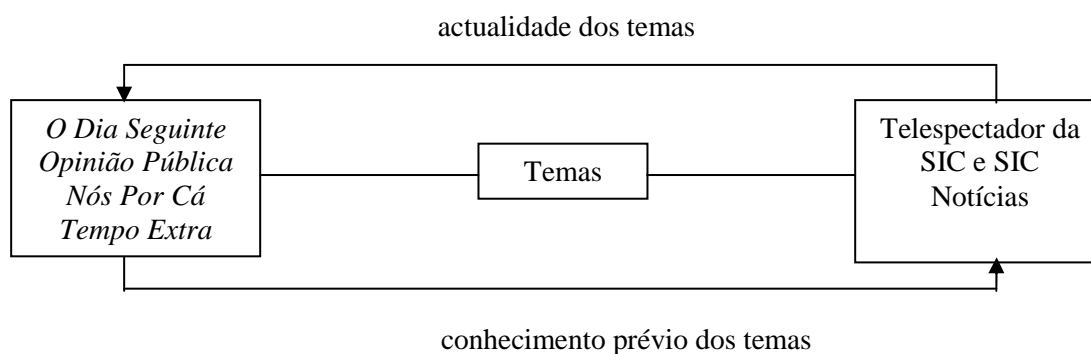 actualidade dos temas
O Dia Seguinte
Opinião Pública
Nós Por Cá
Tempo Extra
Temas
Telespectador da
SIC e SIC
Notícias
conhecimento prévio dos temas